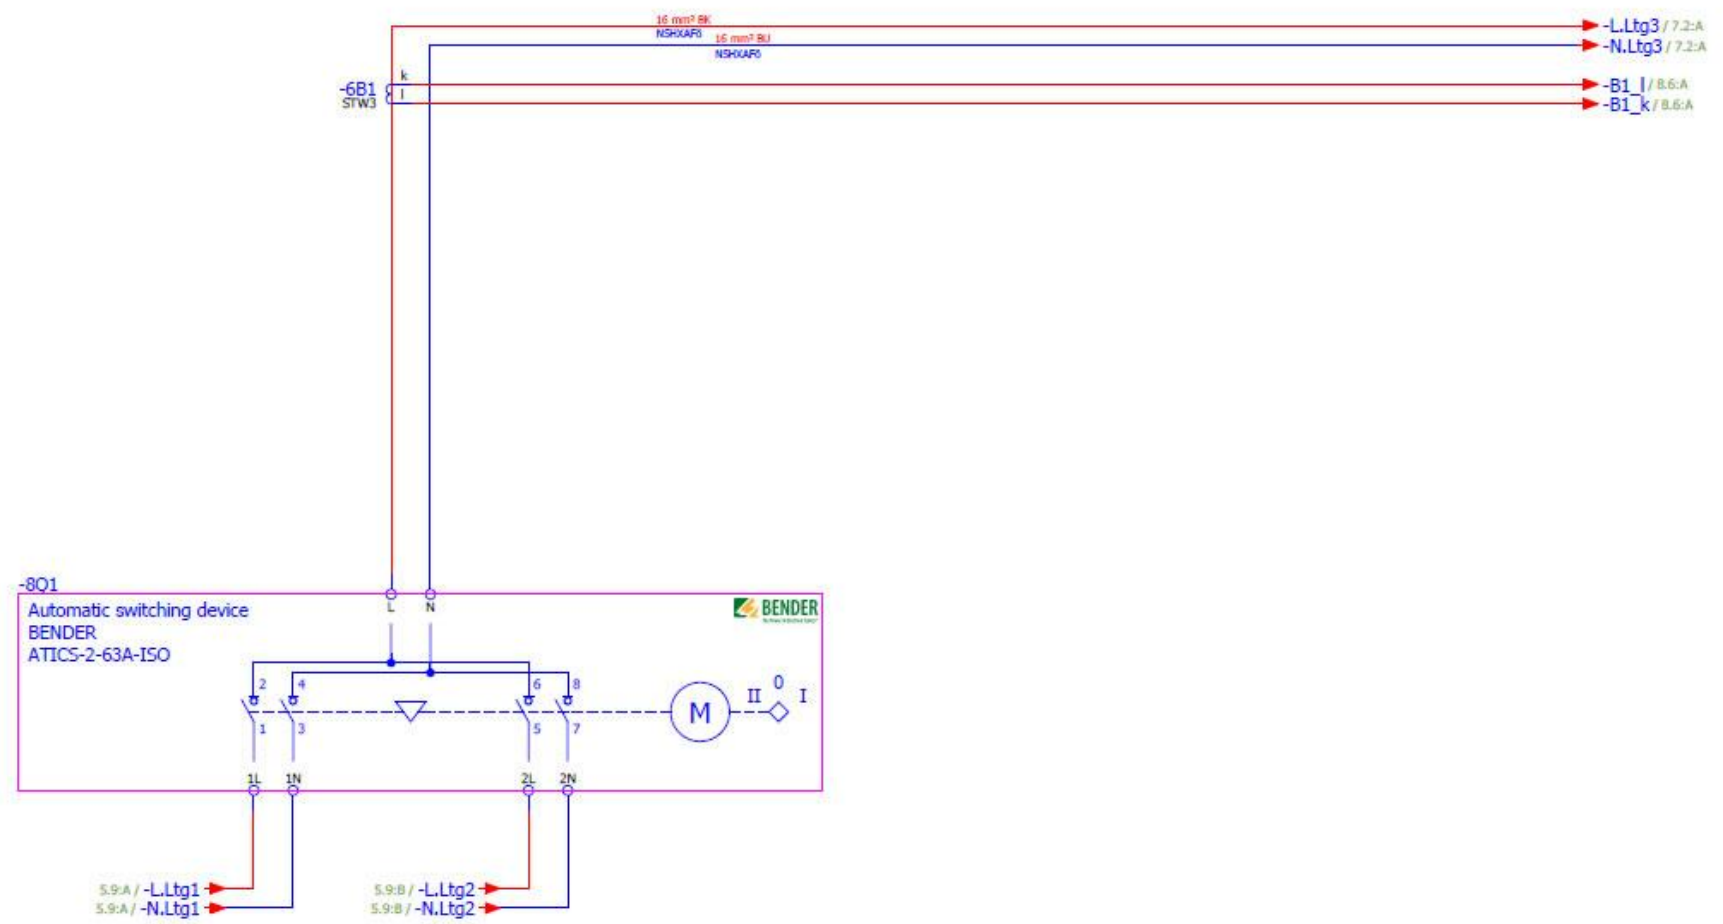 16 mm² BK
NSHXAFö
16 mm² BU
NSHXAFö
-L.Ltg3 / 7.2:A
-N.Ltg3 / 7.2:A
-6B1
STW3
k
l
-B1_l / 8.6:A
-B1_k / 8.6:A
-8Q1
Automatic switching device
BENDER
ATICS-2-63A-ISO
L
N
BENDER
2
4
6
8
II
0
I
M
1
3
5
7
1L
1N
2L
2N
5.9:A / -L.Ltg1
5.9:A / -N.Ltg1
5.9:B / -L.Ltg2
5.9:B / -N.Ltg2